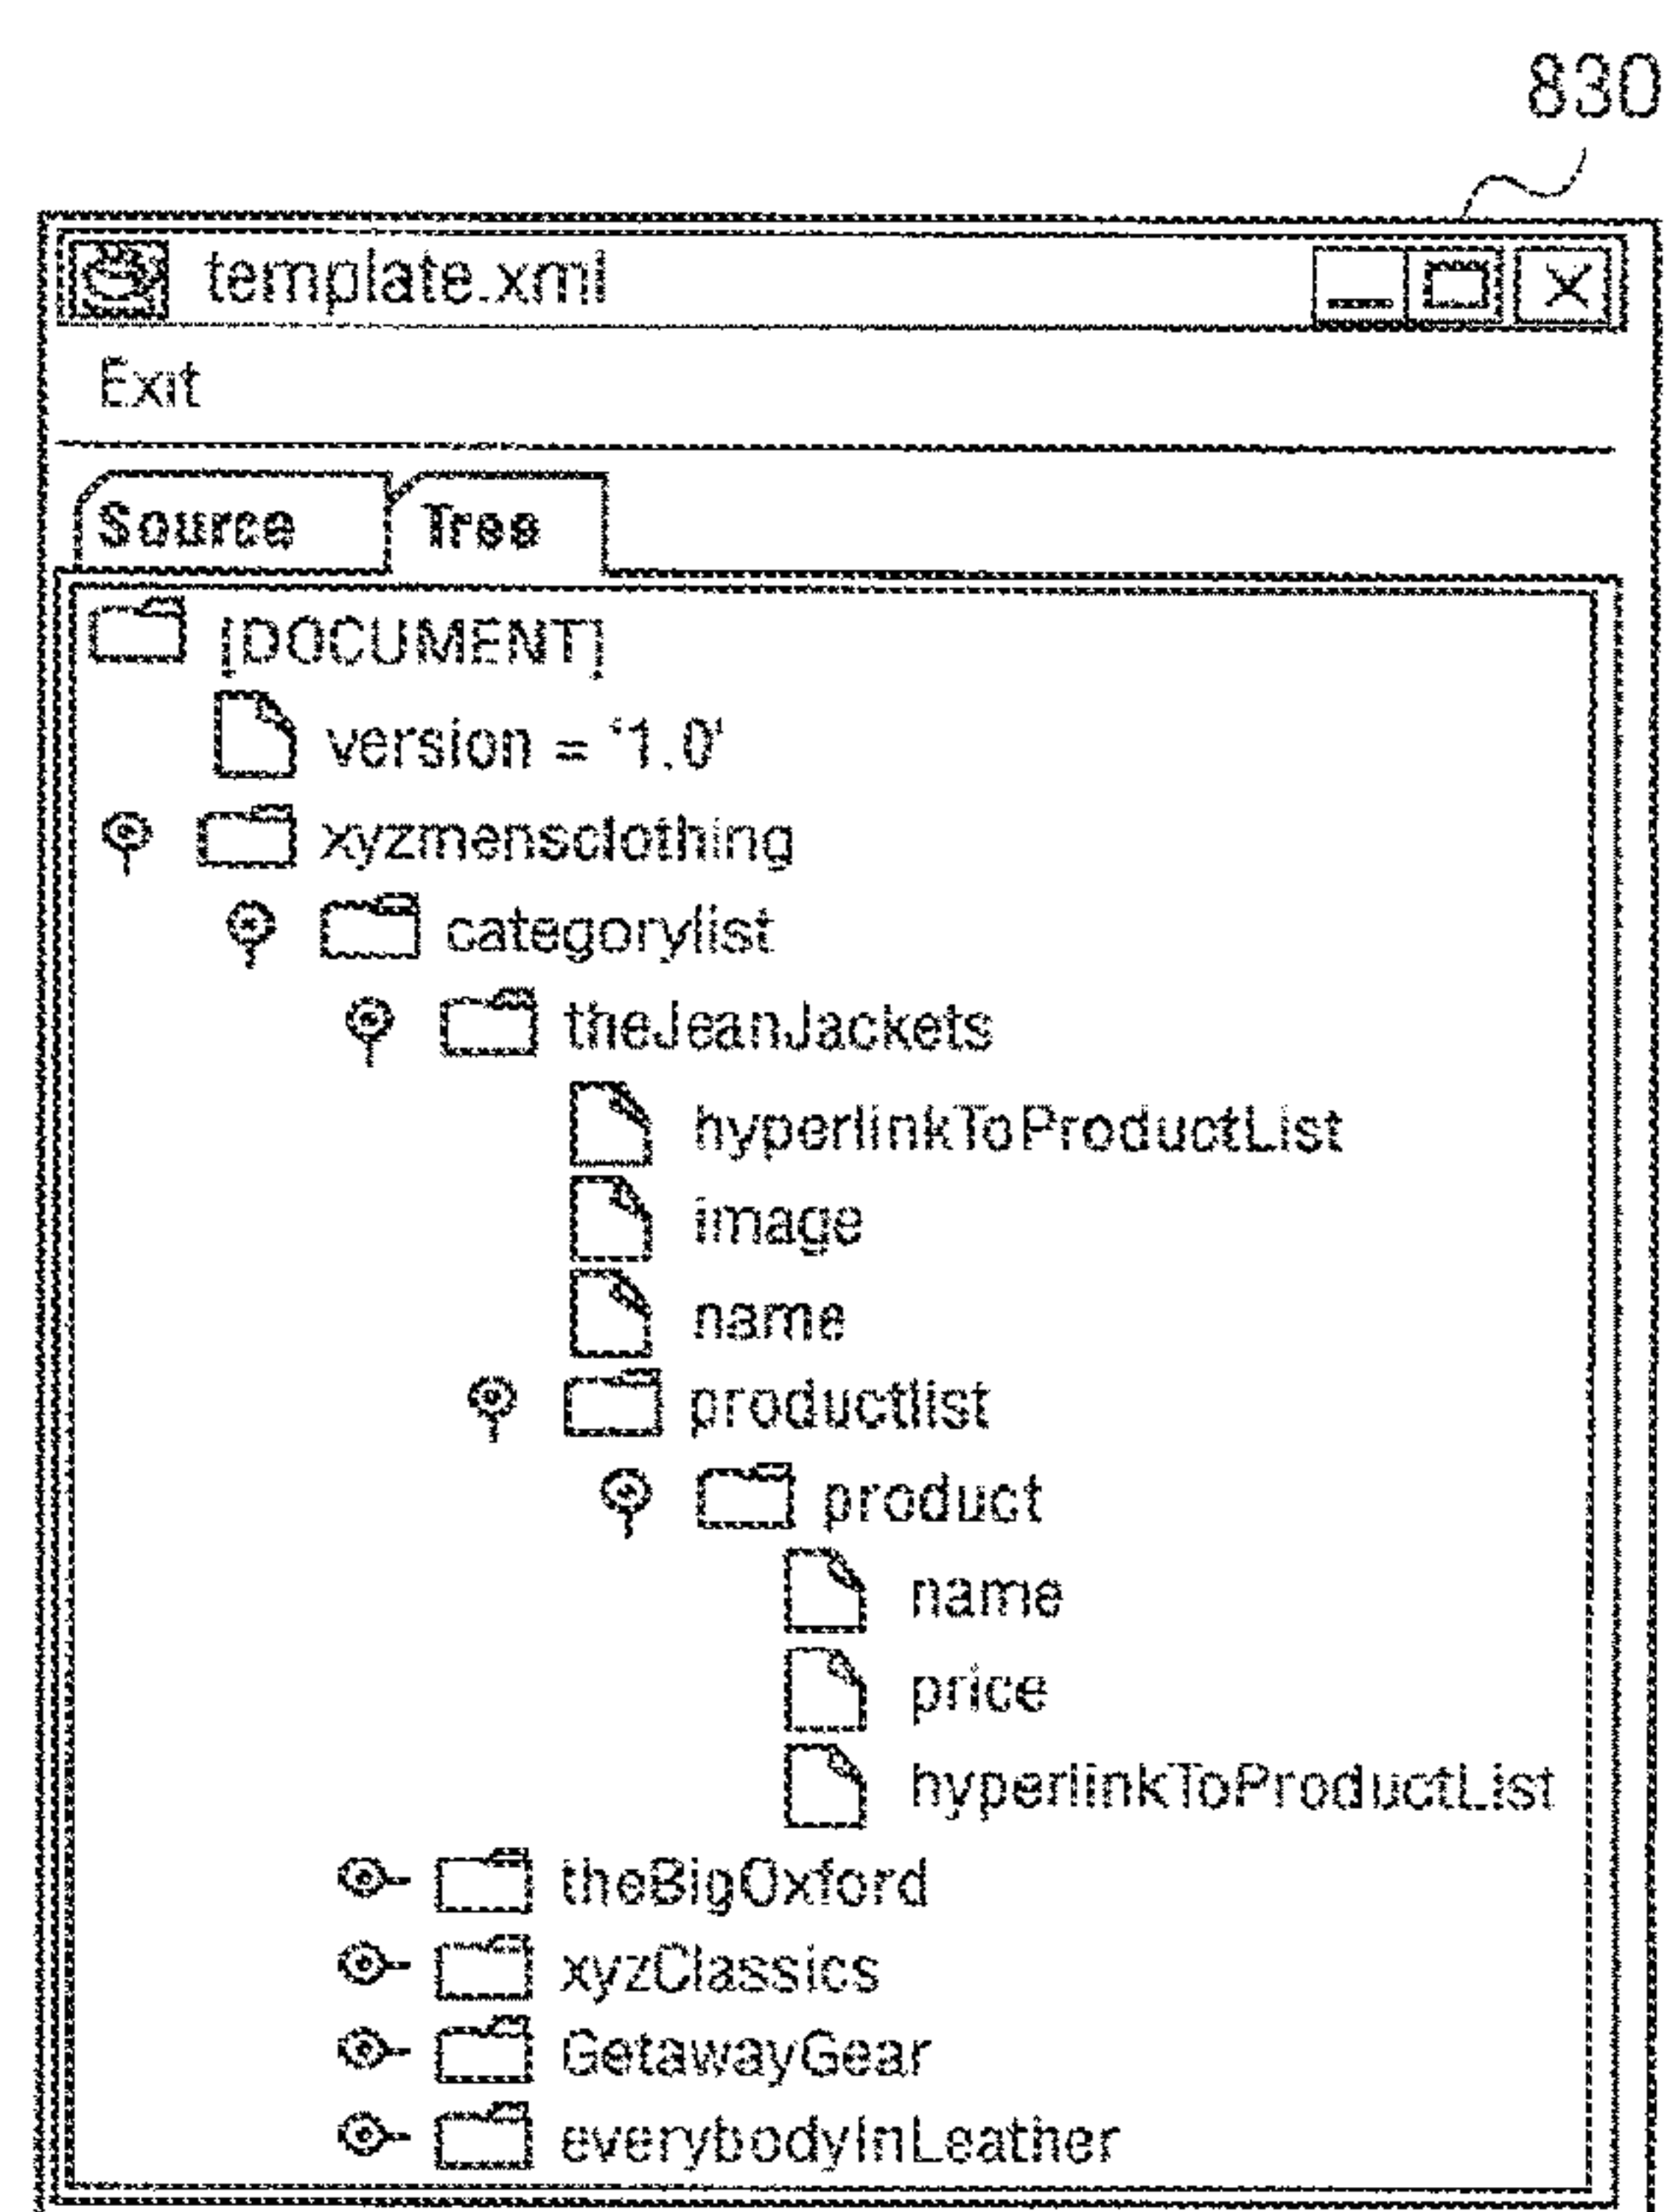 830
template.xml
Exit
Source Tree
[DOCUMENT]
version = '1.0'
xyzmensclothing
categorylist
theJeanJackets
hyperlinkToProductList
image
name
productlist
product
name
price
hyperlinkToProductList
theBigOxford
xyzClassics
GetawayGear
everybodyInLeather